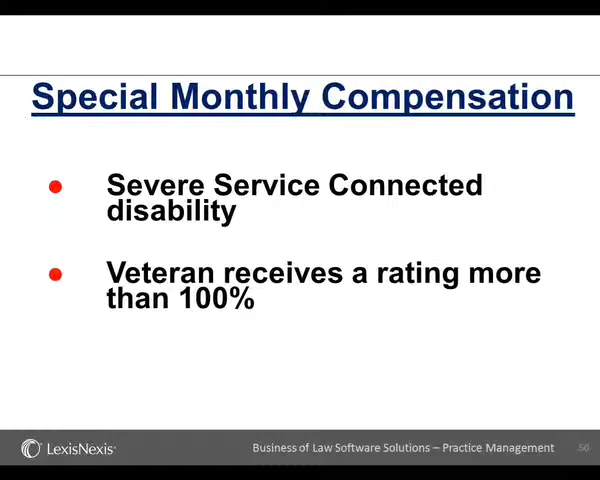 Special Monthly Compensation
● Severe Service Connected
disability
● Veteran receives a rating more
than 100%
LexisNexis®
Business of Law Software Solutions – Practice Management
56